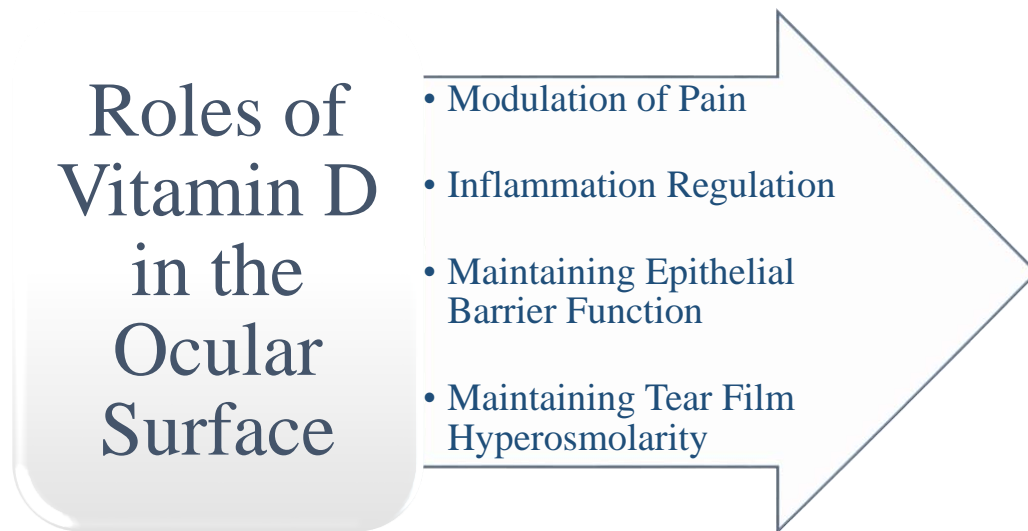 Roles of
Vitamin D
in the
Ocular
Surface
• Modulation of Pain
• Inflammation Regulation
• Maintaining Epithelial
Barrier Function
• Maintaining Tear Film
Hyperosmolarity